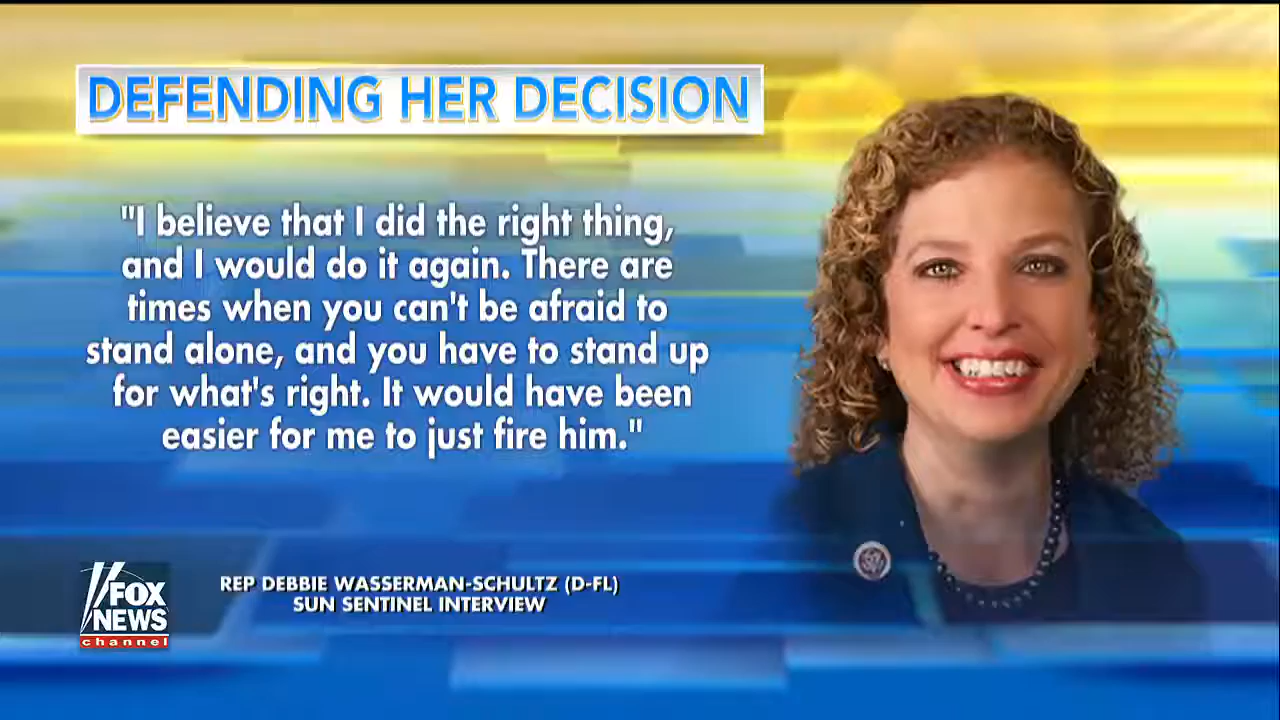 DEFENDING HER DECISION
"I believe that I did the right thing,
and I would do it again. There are
times when you can't be afraid to
stand alone, and you have to stand up
for what's right. It would have been
easier for me to just fire him."
FOX
NEWS
channel
REP DEBBIE WASSERMAN-SCHULTZ (D-FL)
SUN SENTINEL INTERVIEW